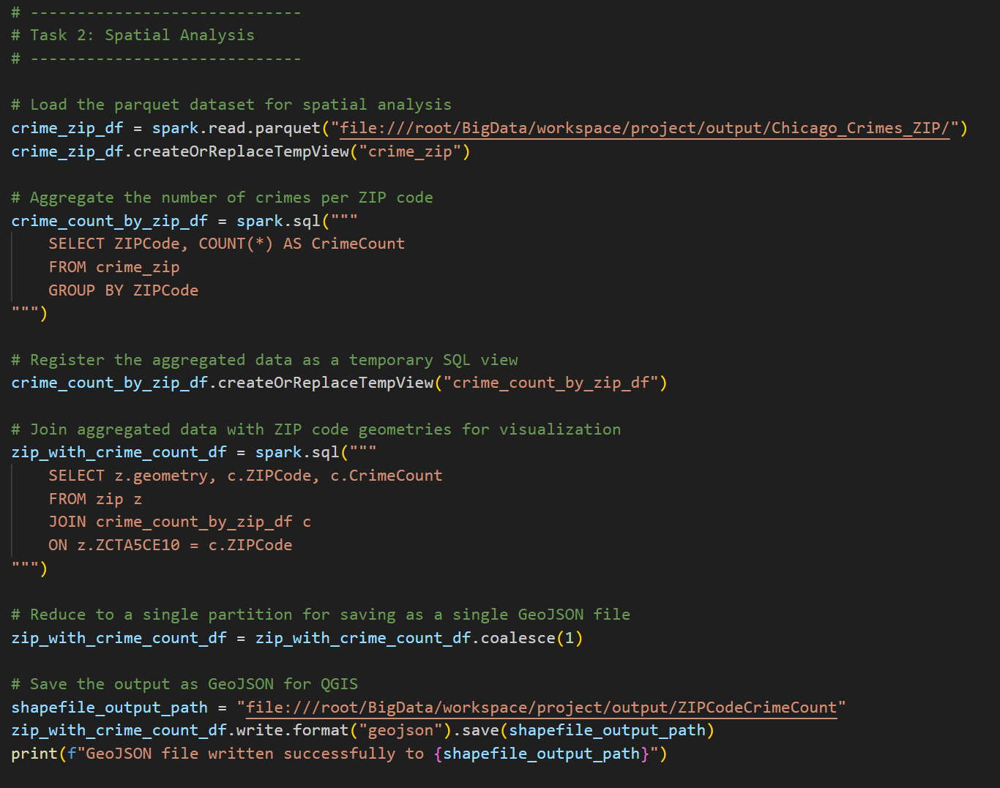 # -----------------------------
# Task 2: Spatial Analysis
# -----------------------------
# Load the parquet dataset for spatial analysis
crime_zip_df = spark.read.parquet("file:///root/BigData/workspace/project/output/Chicago_Crimes_ZIP/")
crime_zip_df.createOrReplaceTempView("crime_zip")
# Aggregate the number of crimes per ZIP code
crime_count_by_zip_df = spark.sql("""
    SELECT ZIPCode, COUNT(*) AS CrimeCount
    FROM crime_zip
    GROUP BY ZIPCode
""")
# Register the aggregated data as a temporary SQL view
crime_count_by_zip_df.createOrReplaceTempView("crime_count_by_zip_df")
# Join aggregated data with ZIP code geometries for visualization
zip_with_crime_count_df = spark.sql("""
    SELECT z.geometry, c.ZIPCode, c.CrimeCount
    FROM zip z
    JOIN crime_count_by_zip_df c
    ON z.ZCTA5CE10 = c.ZIPCode
""")
# Reduce to a single partition for saving as a single GeoJSON file
zip_with_crime_count_df = zip_with_crime_count_df.coalesce(1)
# Save the output as GeoJSON for QGIS
shapefile_output_path = "file:///root/BigData/workspace/project/output/ZIPCodeCrimeCount"
zip_with_crime_count_df.write.format("geojson").save(shapefile_output_path)
print(f"GeoJSON file written successfully to {shapefile_output_path}")